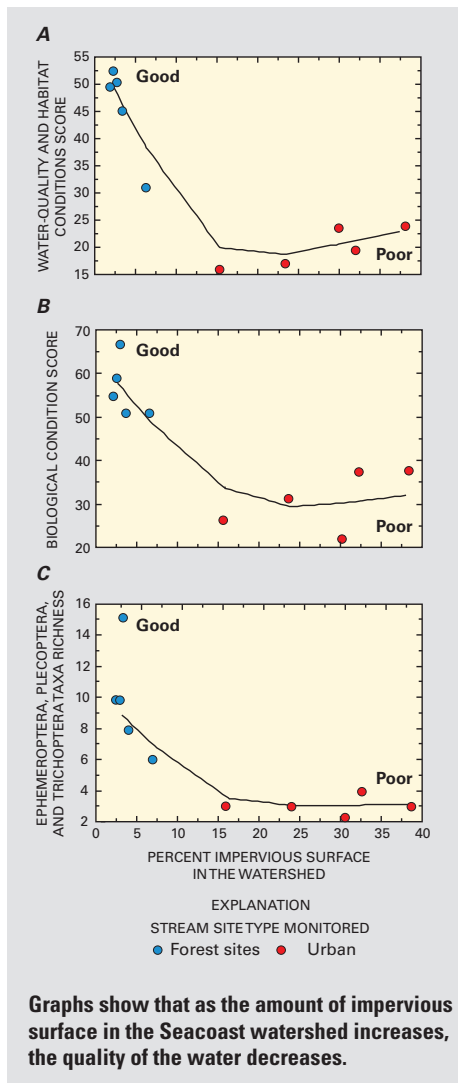 A
WATER-QUALITY AND HABITAT
CONDITIONS SCORE
55
50
45
40
35
30
25
20
15
Good
Poor
B
BIOLOGICAL CONDITION SCORE
70
60
50
40
30
20
Good
Poor
C
EPHEMEROPTERA, PLECOPTERA,
AND TRICHOPTERA TAXA RICHNESS
16
14
12
10
8
6
4
2
Good
Poor
0 5 10 15 20 25 30 35 40
PERCENT IMPERVIOUS SURFACE
IN THE WATERSHED
EXPLANATION
STREAM SITE TYPE MONITORED
Forest sites Urban
Graphs show that as the amount of impervious
surface in the Seacoast watershed increases,
the quality of the water decreases.